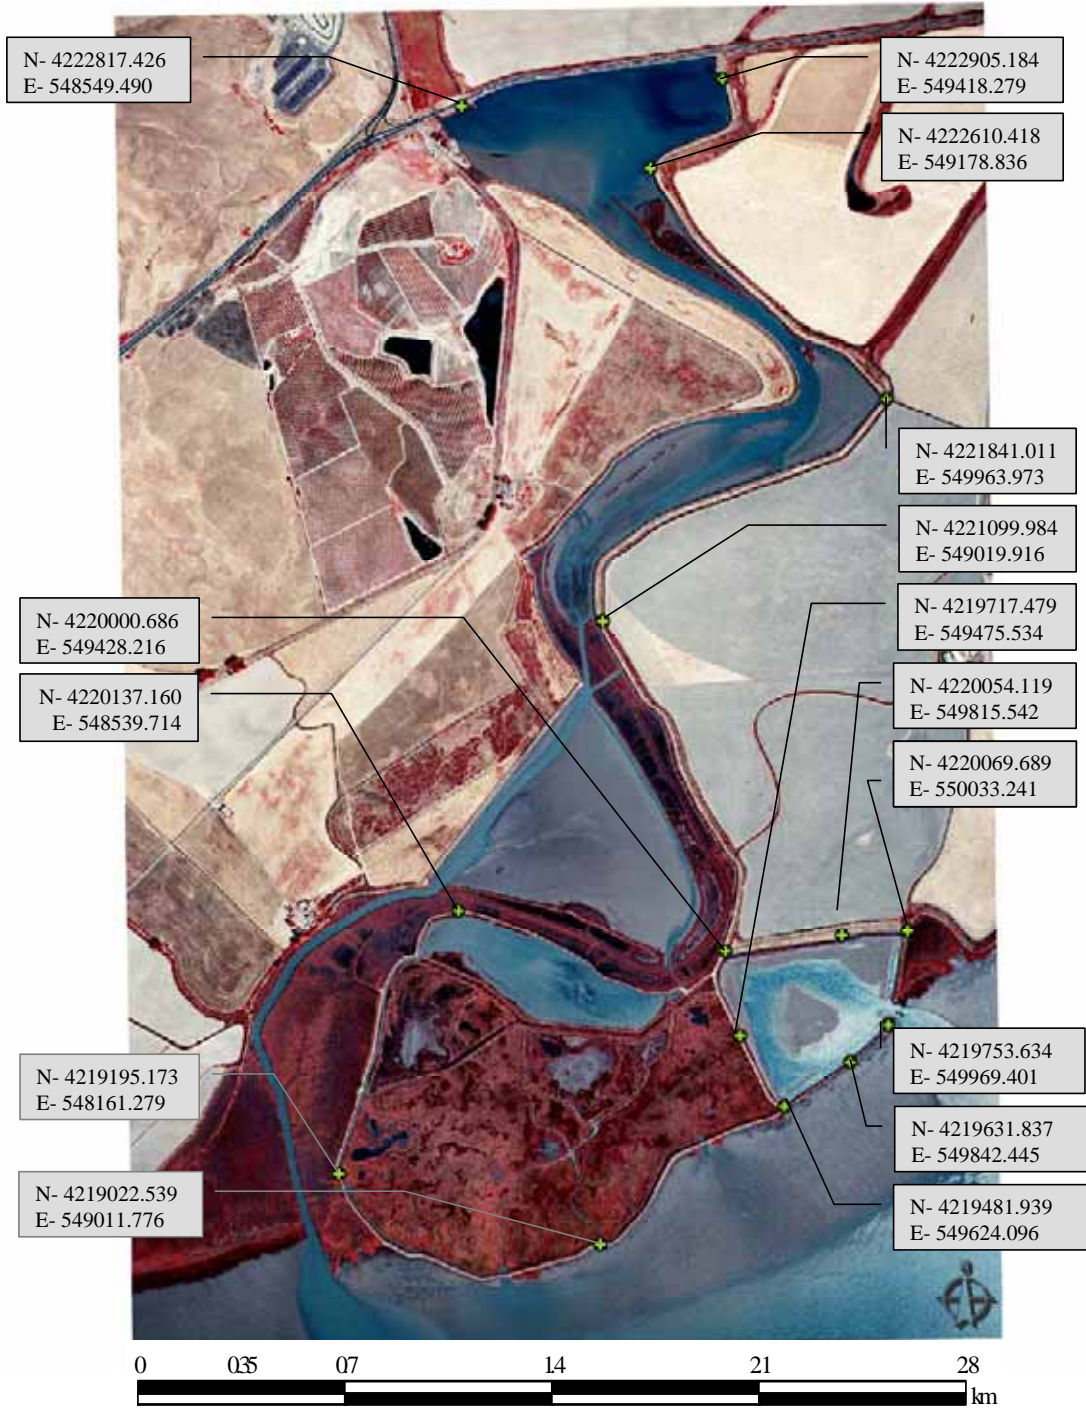 N- 4222817.426
E- 548549.490
N- 4222905.184
E- 549418.279
N- 4222610.418
E- 549178.836
N- 4221841.011
E- 549963.973
N- 4221099.984
E- 549019.916
N- 4220000.686
E- 549428.216
N- 4219717.479
E- 549475.534
N- 4220137.160
E- 548539.714
N- 4220054.119
E- 549815.542
N- 4220069.689
E- 550033.241
N- 4219753.634
E- 549969.401
N- 4219195.173
E- 548161.279
N- 4219631.837
E- 549842.445
N- 4219022.539
E- 549011.776
N- 4219481.939
E- 549624.096
0 035 07 14 21 28
km